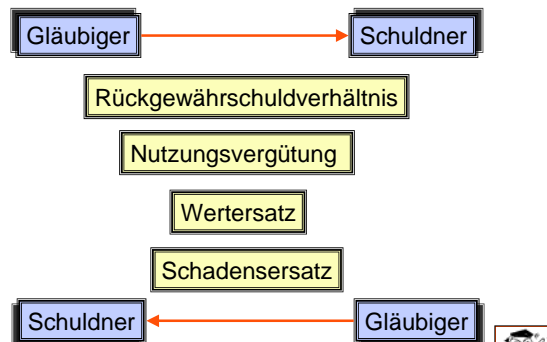 Gläubiger Schuldner
Rückgewährschuldverhältnis
Nutzungsvergütung
Wertersatz
Schadensersatz
Schuldner Gläubiger